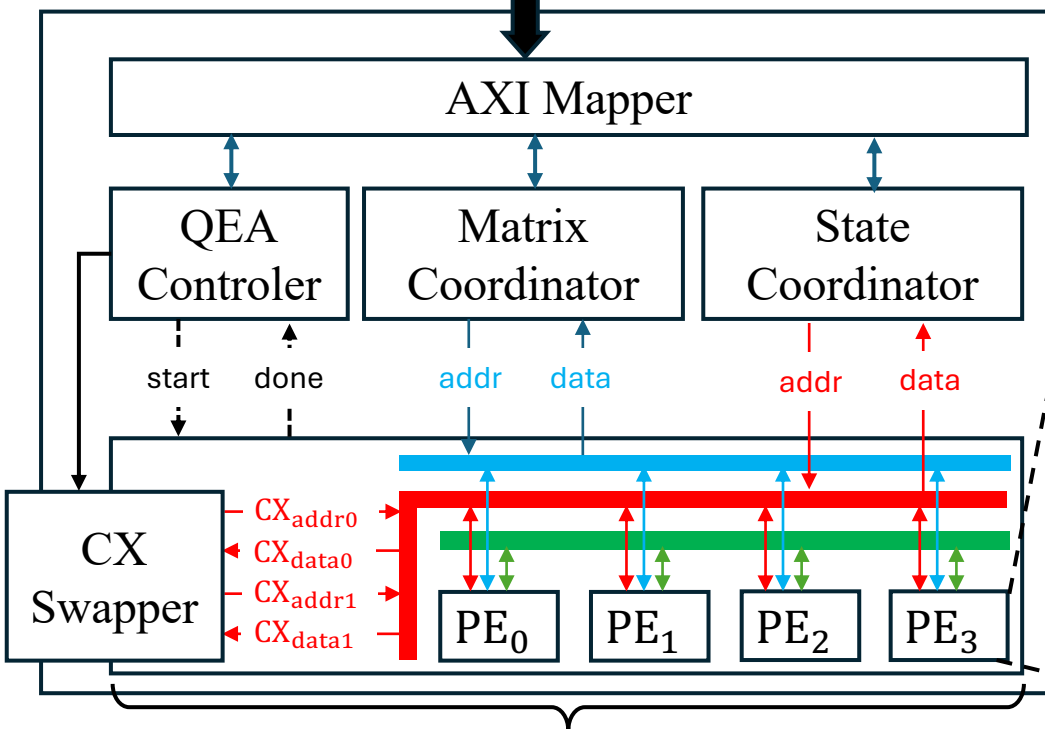 AXI Mapper
QEA
Controler
Matrix
Coordinator
State
Coordinator
start
done
addr
data
addr
data
CX
Swapper
CXaddr0
CXdata0
CXaddr1
CXdata1
PE0
PE1
PE2
PE3